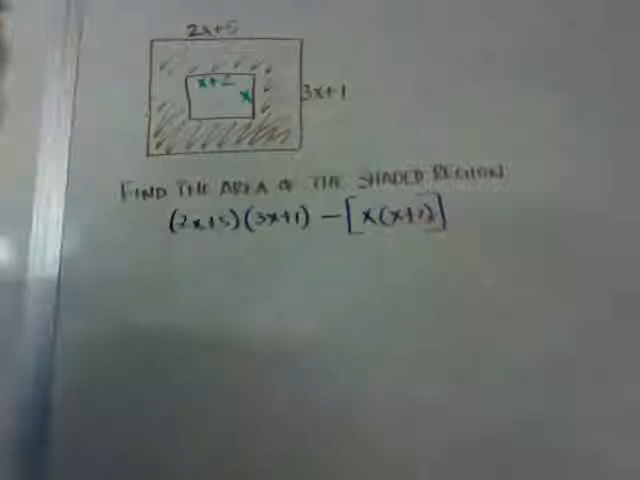 2x+5
x+2
x
3x+1
FIND THE AREA OF THE SHADED REGION
(2x+5)(3x+1) - [x(x+2)]